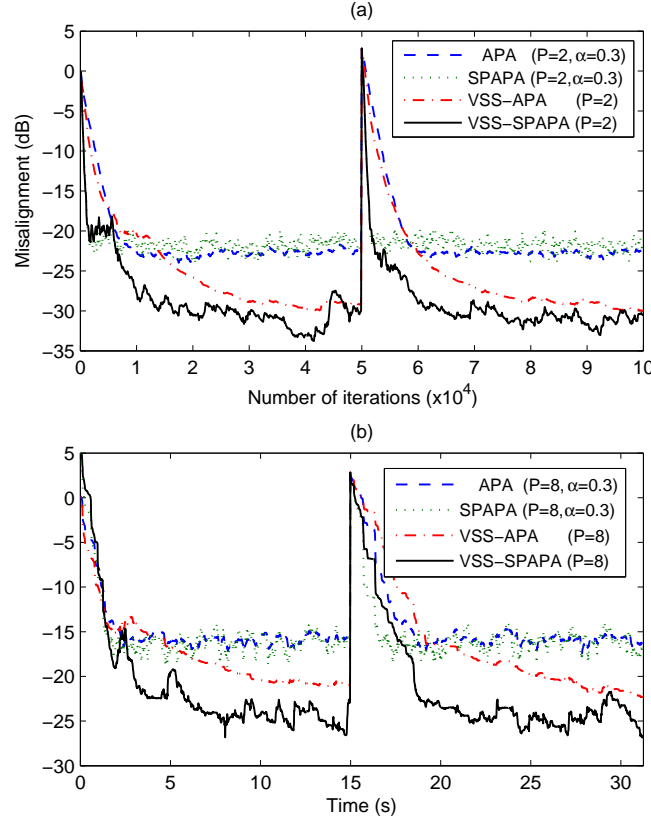 (a)
5
0
−5
−10
−15
−20
−25
−30
−35
Misalignment (dB)
APA (P=2, α=0.3)
SPAPA (P=2,α=0.3)
VSS−APA (P=2)
VSS−SPAPA (P=2)
0 1 2 3 4 5 6 7 8 9 10
Number of iterations (x10^4)
(b)
5
0
−5
−10
−15
−20
−25
−30
APA (P=8, α=0.3)
SPAPA (P=8, α=0.3)
VSS−APA (P=8)
VSS−SPAPA (P=8)
0 5 10 15 20 25 30
Time (s)